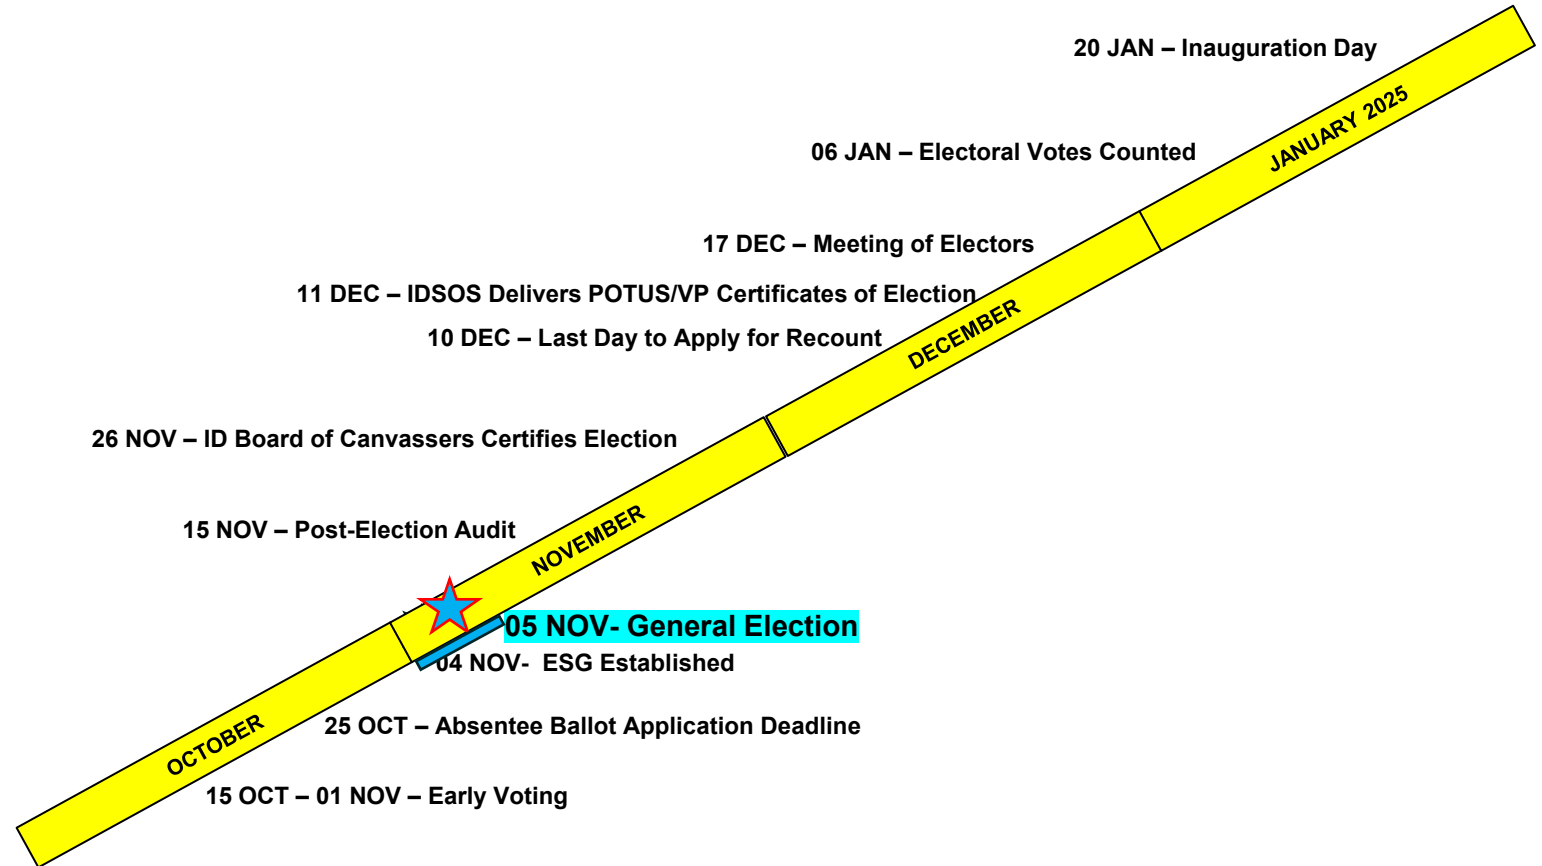 20 JAN – Inauguration Day
JANUARY 2025
06 JAN – Electoral Votes Counted
17 DEC – Meeting of Electors
11 DEC – IDSOS Delivers POTUS/VP Certificates of Election
DECEMBER
10 DEC – Last Day to Apply for Recount
26 NOV – ID Board of Canvassers Certifies Election
15 NOV – Post-Election Audit
NOVEMBER
05 NOV- General Election
04 NOV-  ESG Established
25 OCT – Absentee Ballot Application Deadline
OCTOBER
15 OCT – 01 NOV – Early Voting